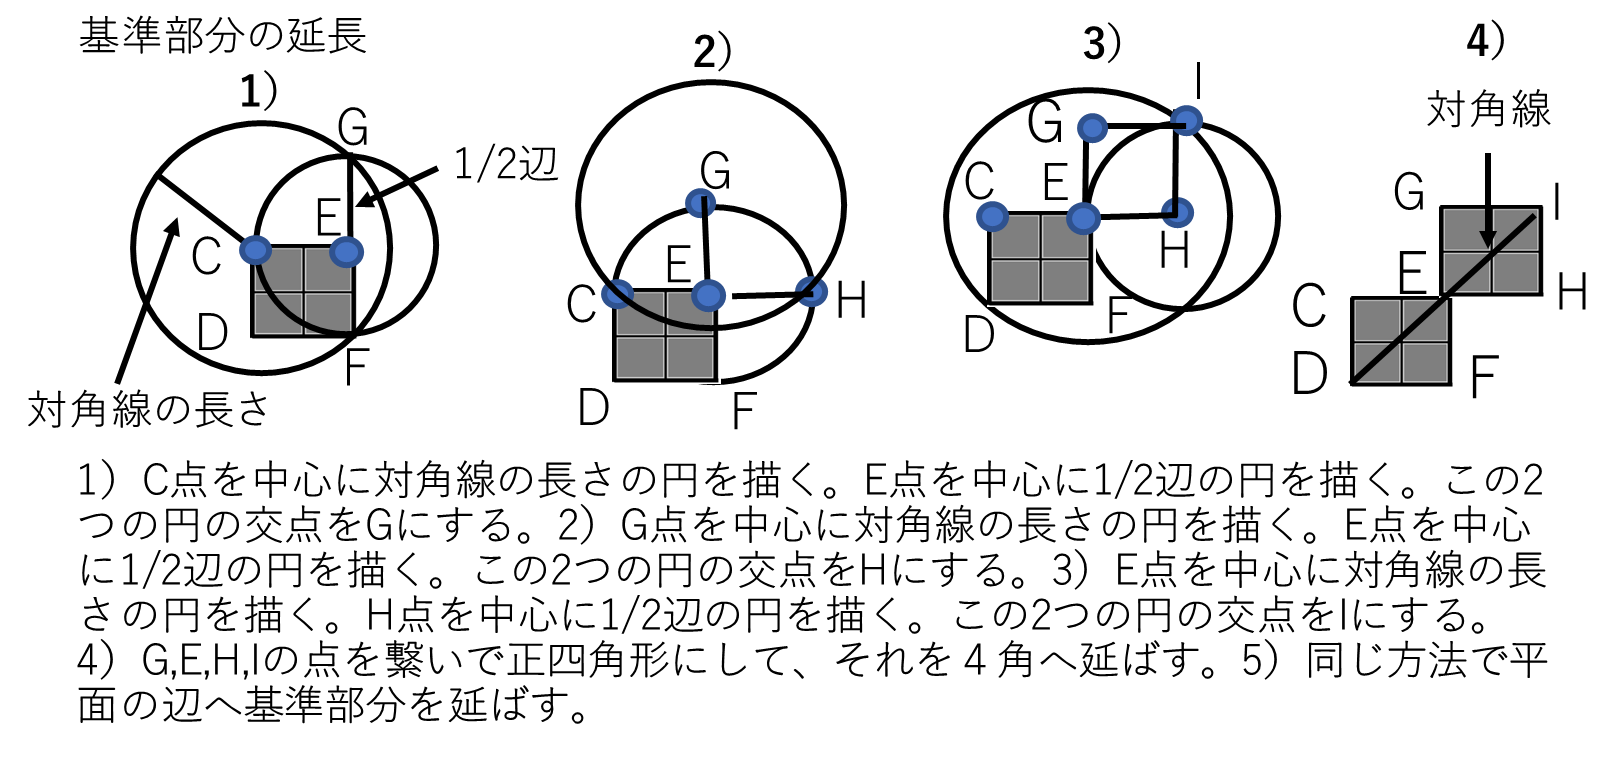 基準部分の延長
1)
G
1/2辺
E
C
D
F
対角線の長さ
2)
G
E
C
H
D
F
3)
I
G
C
E
H
D
F
4)
対角線
G
I
E
H
C
D
F
1）C点を中心に対角線の長さの円を描く。E点を中心に1/2辺の円を描く。この2
つの円の交点をGにする。2）G点を中心に対角線の長さの円を描く。E点を中心
に1/2辺の円を描く。この2つの円の交点をHにする。3）E点を中心に対角線の長
さの円を描く。H点を中心に1/2辺の円を描く。この2つの円の交点をIにする。
4）G,E,H,Iの点を繋いで正四角形にして、それを４角へ延ばす。5）同じ方法で平
面の辺へ基準部分を延ばす。